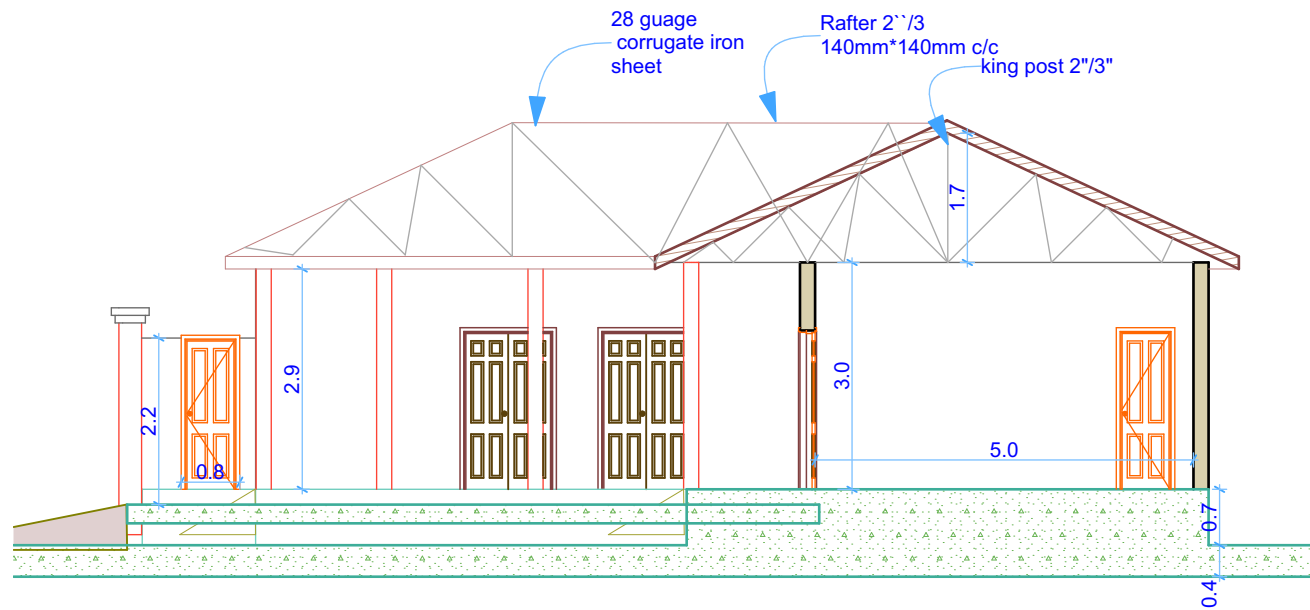 28 guage
corrugate iron
sheet
Rafter 2``/3
140mm*140mm c/c
king post 2"/3"
1.7
2.9
3.0
2.2
0.8
5.0
0.7
0.4